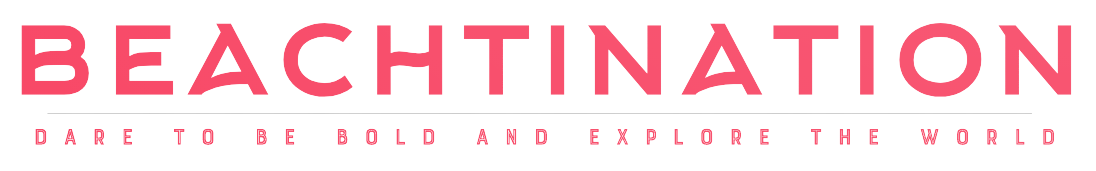 BEACHTINATION
DARE TO BE BOLD AND EXPLORE THE WORLD